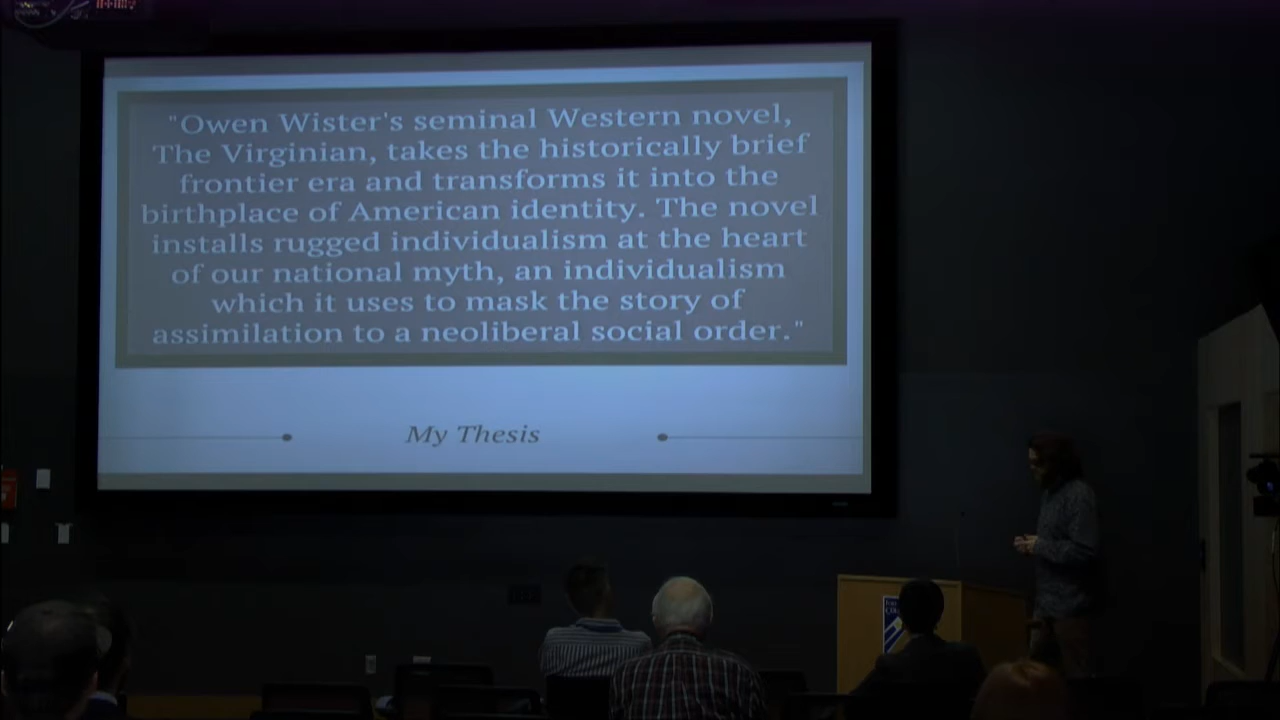 "Owen Wister's seminal Western novel,
The Virginian, takes the historically brief
frontier era and transforms it into the
birthplace of American identity. The novel
installs rugged individualism at the heart
of our national myth, an individualism
which it uses to mask the story of
assimilation to a neoliberal social order."
My Thesis